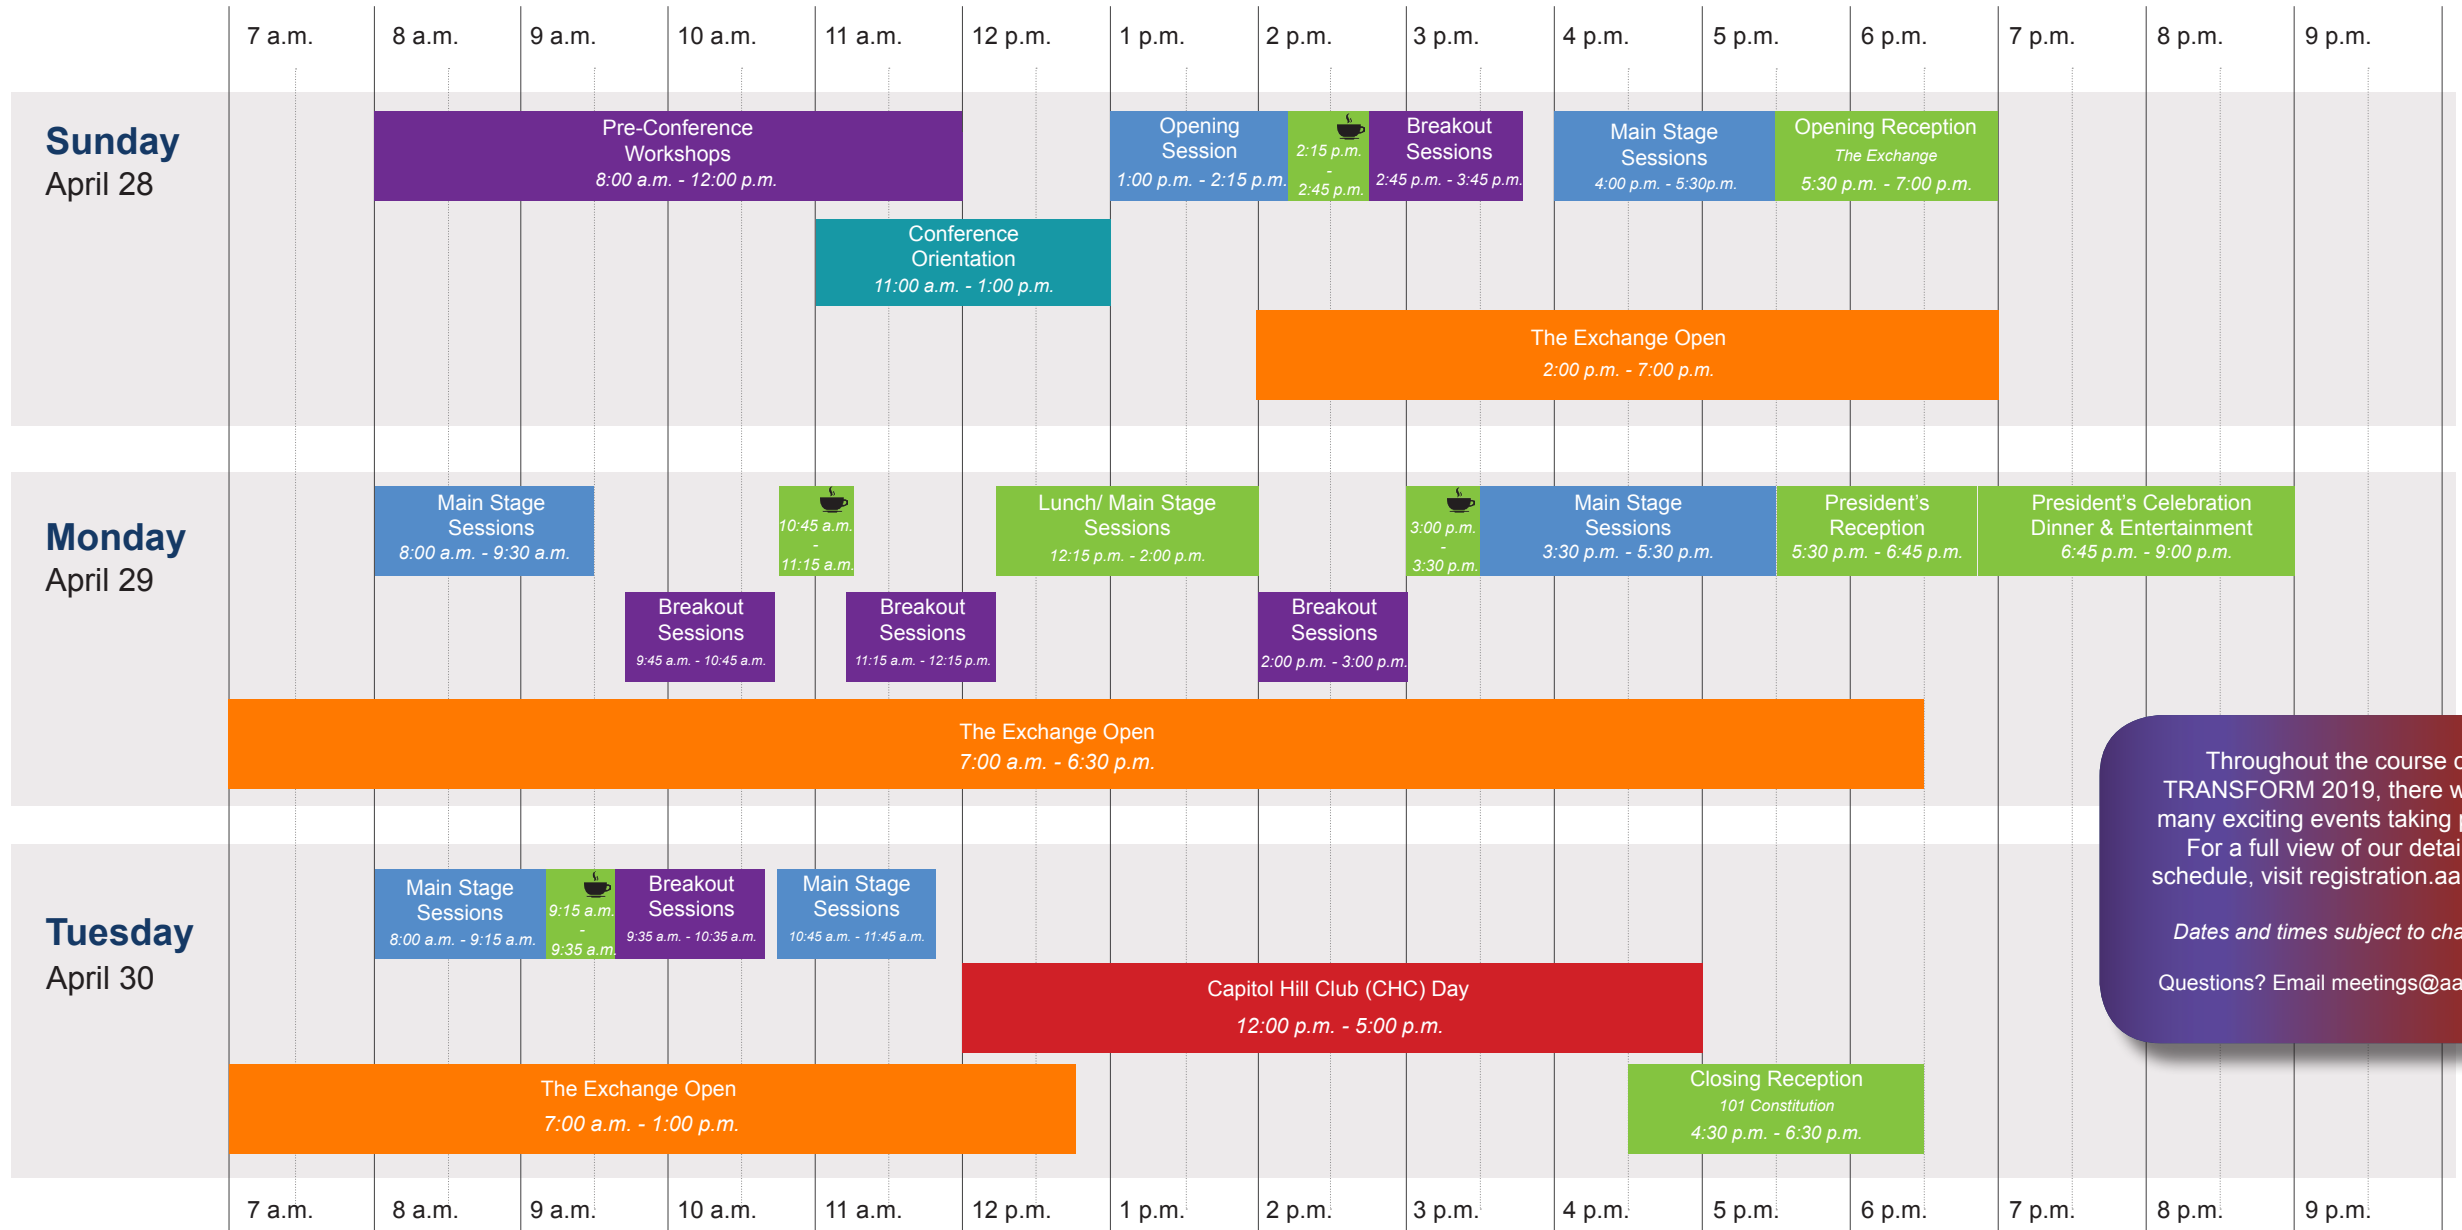 7 a.m. 8 a.m. 9 a.m. 10 a.m. 11 a.m. 12 p.m. 1 p.m. 2 p.m. 3 p.m. 4 p.m. 5 p.m. 6 p.m. 7 p.m. 8 p.m. 9 p.m.
Sunday
April 28
Pre-Conference
Workshops
8:00 a.m. - 12:00 p.m.
Opening
Session
1:00 p.m. - 2:15 p.m.
2:15 p.m.
-
2:45 p.m.
Breakout
Sessions
2:45 p.m. - 3:45 p.m.
Main Stage
Sessions
4:00 p.m. - 5:30p.m.
Opening Reception
The Exchange
5:30 p.m. - 7:00 p.m.
Conference
Orientation
11:00 a.m. - 1:00 p.m.
The Exchange Open
2:00 p.m. - 7:00 p.m.
Monday
April 29
Main Stage
Sessions
8:00 a.m. - 9:30 a.m.
10:45 a.m.
-
11:15 a.m.
Lunch/ Main Stage
Sessions
12:15 p.m. - 2:00 p.m.
3:00 p.m.
-
3:30 p.m.
Main Stage
Sessions
3:30 p.m. - 5:30 p.m.
President's
Reception
5:30 p.m. - 6:45 p.m.
President's Celebration
Dinner & Entertainment
6:45 p.m. - 9:00 p.m.
Breakout
Sessions
9:45 a.m. - 10:45 a.m.
Breakout
Sessions
11:15 a.m. - 12:15 p.m.
Breakout
Sessions
2:00 p.m. - 3:00 p.m.
The Exchange Open
7:00 a.m. - 6:30 p.m.
Throughout the course
TRANSFORM 2019, there
many exciting events taking
For a full view of our
schedule, visit
Dates and times subject to
Questions? Email
Tuesday
April 30
Main Stage
Sessions
8:00 a.m. - 9:15 a.m.
9:15 a.m.
-
9:35 a.m.
Breakout
Sessions
9:35 a.m. - 10:35 a.m.
Main Stage
Sessions
10:45 a.m. - 11:45 a.m.
Capitol Hill Club (CHC) Day
12:00 p.m. - 5:00 p.m.
The Exchange Open
7:00 a.m. - 1:00 p.m.
Closing Reception
101 Constitution
4:30 p.m. - 6:30 p.m.
7 a.m. 8 a.m. 9 a.m. 10 a.m. 11 a.m. 12 p.m. 1 p.m. 2 p.m. 3 p.m. 4 p.m. 5 p.m. 6 p.m. 7 p.m. 8 p.m. 9 p.m.